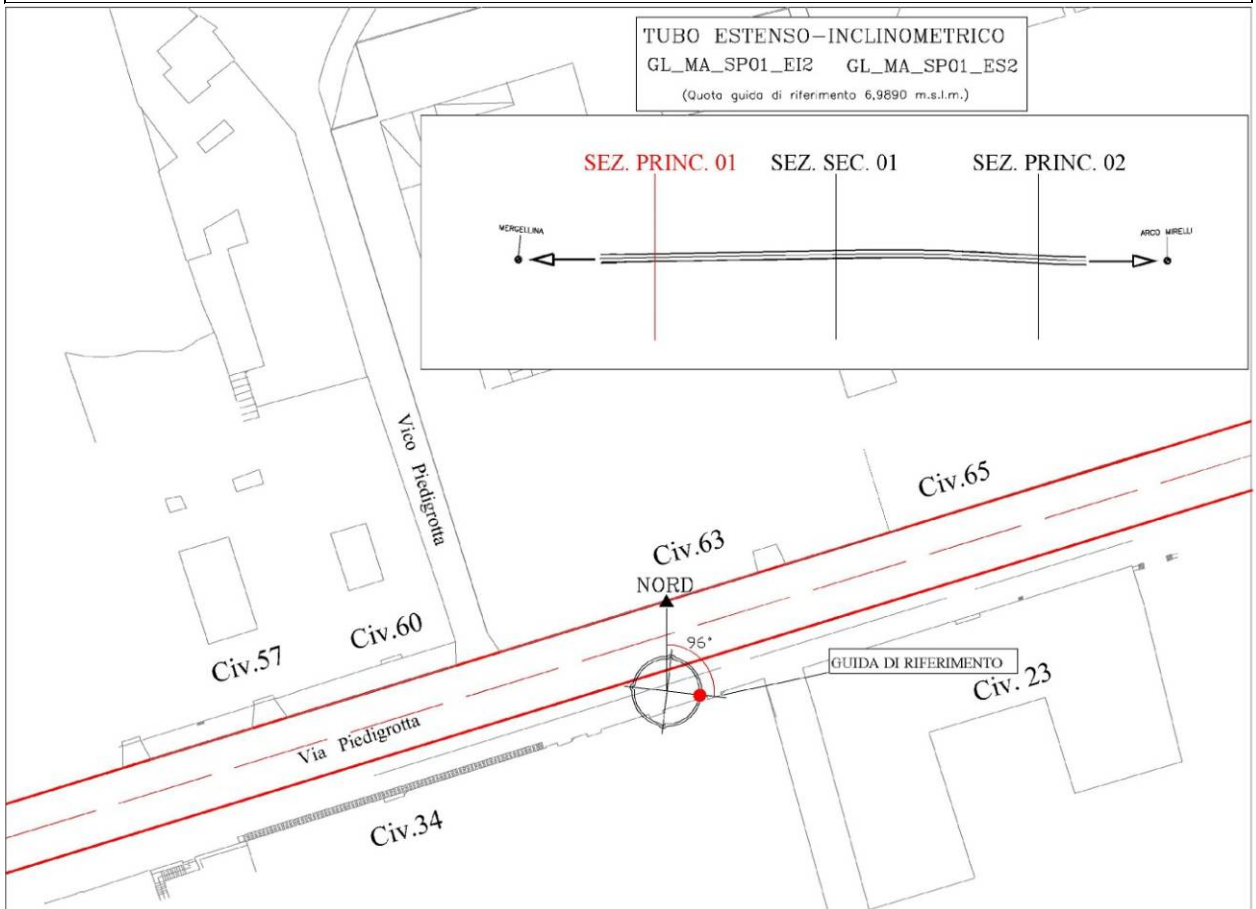 TUBO ESTENSO-INCLINOMETRICO
GL_MA_SP01_EI2 GL_MA_SP01_ES2
(Quota guida di riferimento 6,9890 m.s.l.m.)
SEZ. PRINC. 01 SEZ. SEC. 01 SEZ. PRINC. 02
MERGELLINA
ARCO MIRELLI
Vico Piedigrotta
Civ.65
Civ.63
NORD
96°
Civ.60
Civ.57
GUIDA DI RIFERIMENTO
Civ. 23
Via Piedigrotta
Civ.34